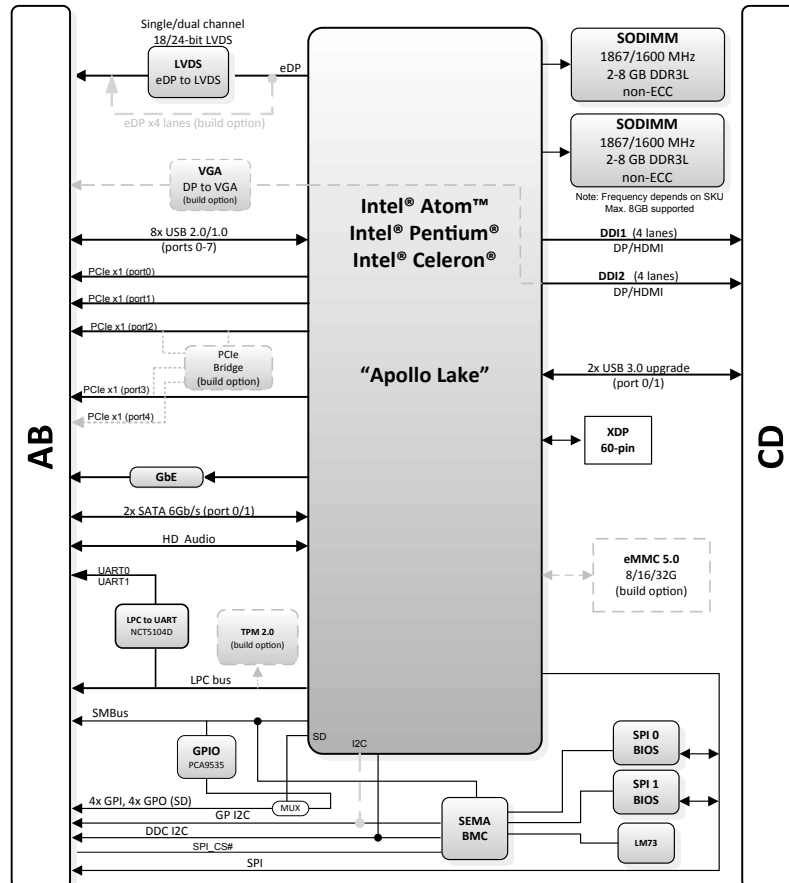 Single/dual channel
18/24-bit LVDS
LVDS
eDP to LVDS
eDP
eDP x4 lanes (build option)
VGA
DP to VGA
(build option)
8x USB 2.0/1.0
(ports 0-7)
PCIe x1 (port0)
PCIe x1 (port1)
PCIe x1 (port2)
PCIe
Bridge
(build option)
PCIe x1 (port3)
PCIe x1 (port4)
AB
GbE
2x SATA 6Gb/s (port 0/1)
HD Audio
UART0
UART1
LPC to UART
NCT5104D
TPM 2.0
(build option)
LPC bus
SMBus
GPIO
PCA9535
SD
I2C
MUX
4x GPI, 4x GPO (SD)
GP I2C
DDC I2C
SPI_CS#
SPI
Intel® Atom™
Intel® Pentium®
Intel® Celeron®
“Apollo Lake”
SODIMM
1867/1600 MHz
2-8 GB DDR3L
non-ECC
SODIMM
1867/1600 MHz
2-8 GB DDR3L
non-ECC
Note: Frequency depends on SKU
Max. 8GB supported
DDI1 (4 lanes)
DP/HDMI
DDI2 (4 lanes)
DP/HDMI
2x USB 3.0 upgrade
(port 0/1)
XDP
60-pin
CD
eMMC 5.0
8/16/32G
(build option)
SPI 0
BIOS
SPI 1
BIOS
SEMA
BMC
LM73